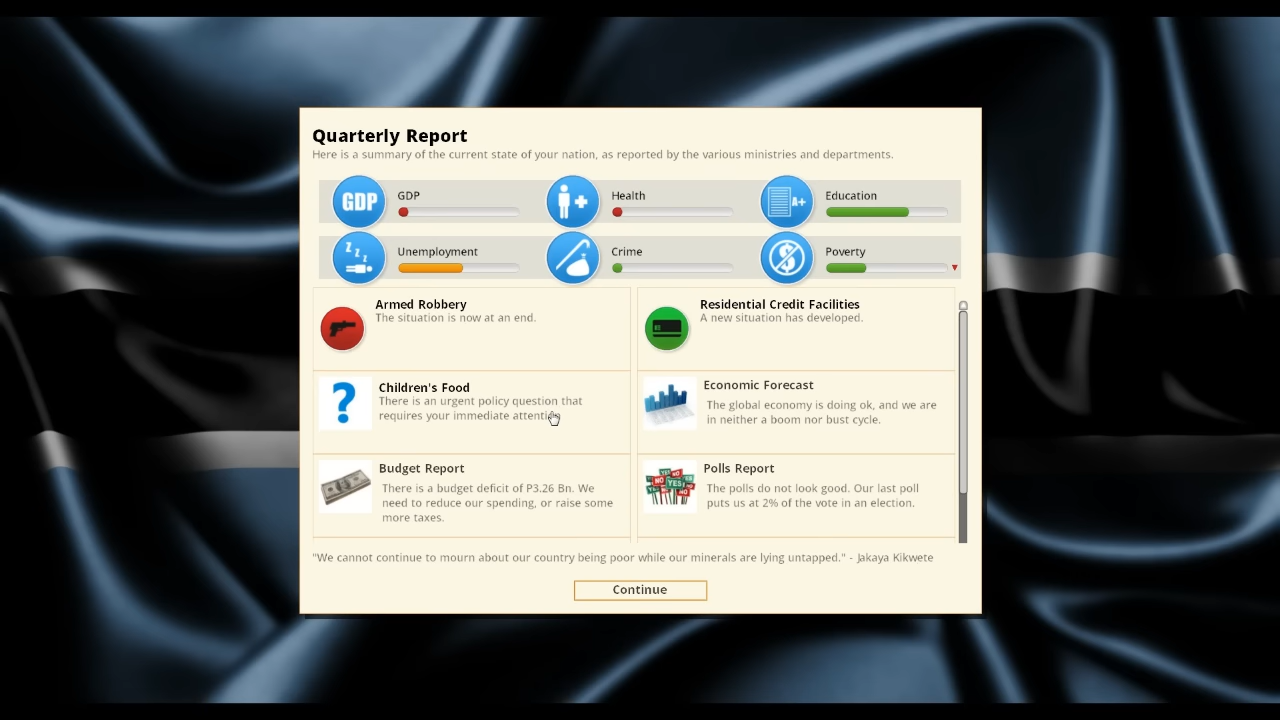 Quarterly Report
Here is a summary of the current state of your nation, as reported by the various ministries and departments.
GDP
GDP
Health
A+
Education
z z z z
Unemployment
Crime
$
Poverty
Armed Robbery
The situation is now at an end.
Residential Credit Facilities
A new situation has developed.
?
Children's Food
There is an urgent policy question that
requires your immediate attention
Economic Forecast
The global economy is doing ok, and we are
in neither a boom nor bust cycle.
Budget Report
There is a budget deficit of P3.26 Bn. We
need to reduce our spending, or raise some
more taxes.
YES NO NO YES NO
Polls Report
The polls do not look good. Our last poll
puts us at 2% of the vote in an election.
"We cannot continue to mourn about our country being poor while our minerals are lying untapped." - Jakaya Kikwete
Continue